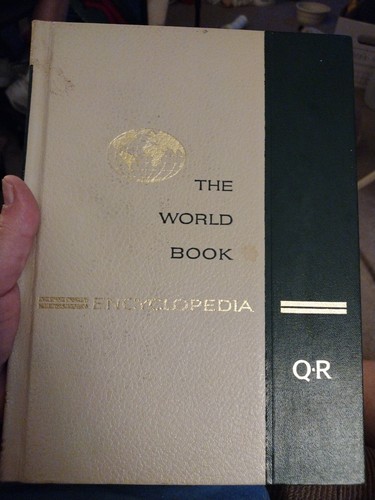 THE
WORLD
BOOK
ENCYCLOPEDIA
Q·R